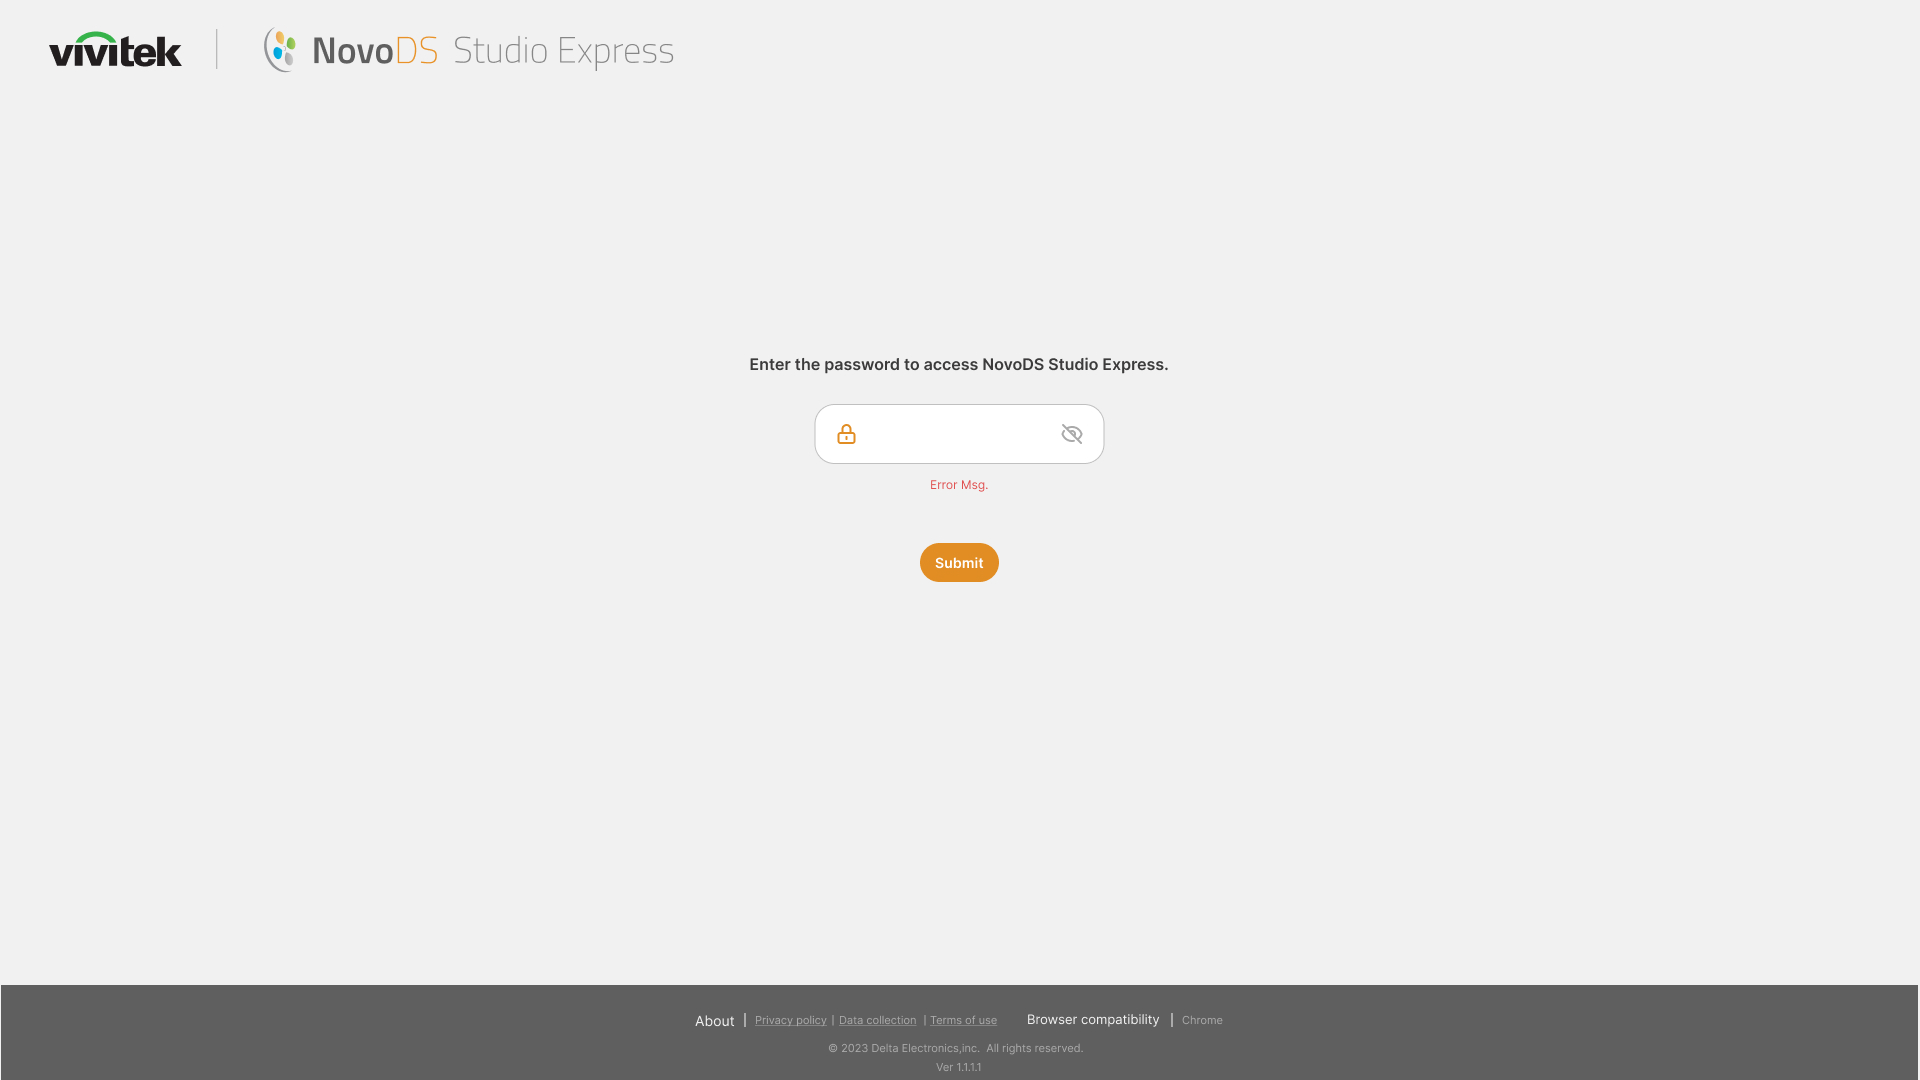 vivitek | NovoDS Studio Express
Enter the password to access NovoDS Studio Express.
Error Msg.
Submit
About | Privacy policy | Data collection | Terms of use Browser compatibility | Chrome
© 2023 Delta Electronics,inc. All rights reserved.
Ver 1.1.1.1